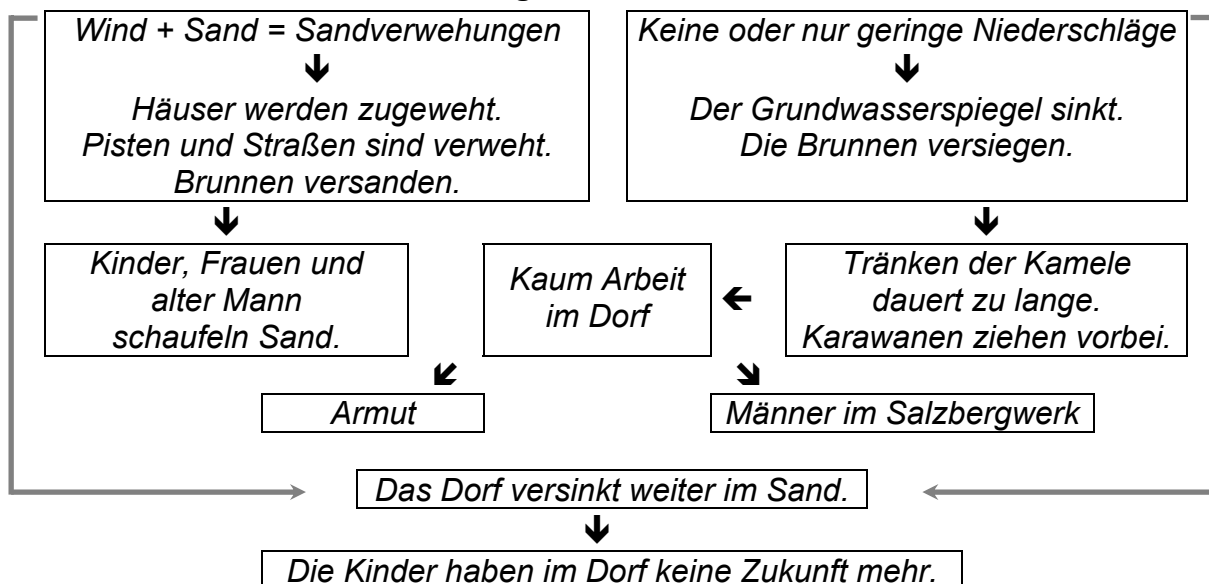 Wind + Sand = Sandverwehungen
Häuser werden zugeweht.
Pisten und Straßen sind verweht.
Brunnen versanden.
Keine oder nur geringe Niederschläge
Der Grundwasserspiegel sinkt.
Die Brunnen versiegen.
Kinder, Frauen und
alter Mann
schaufeln Sand.
Kaum Arbeit
im Dorf
Tränken der Kamele
dauert zu lange.
Karawanen ziehen vorbei.
Armut
Männer im Salzbergwerk
Das Dorf versinkt weiter im Sand.
Die Kinder haben im Dorf keine Zukunft mehr.